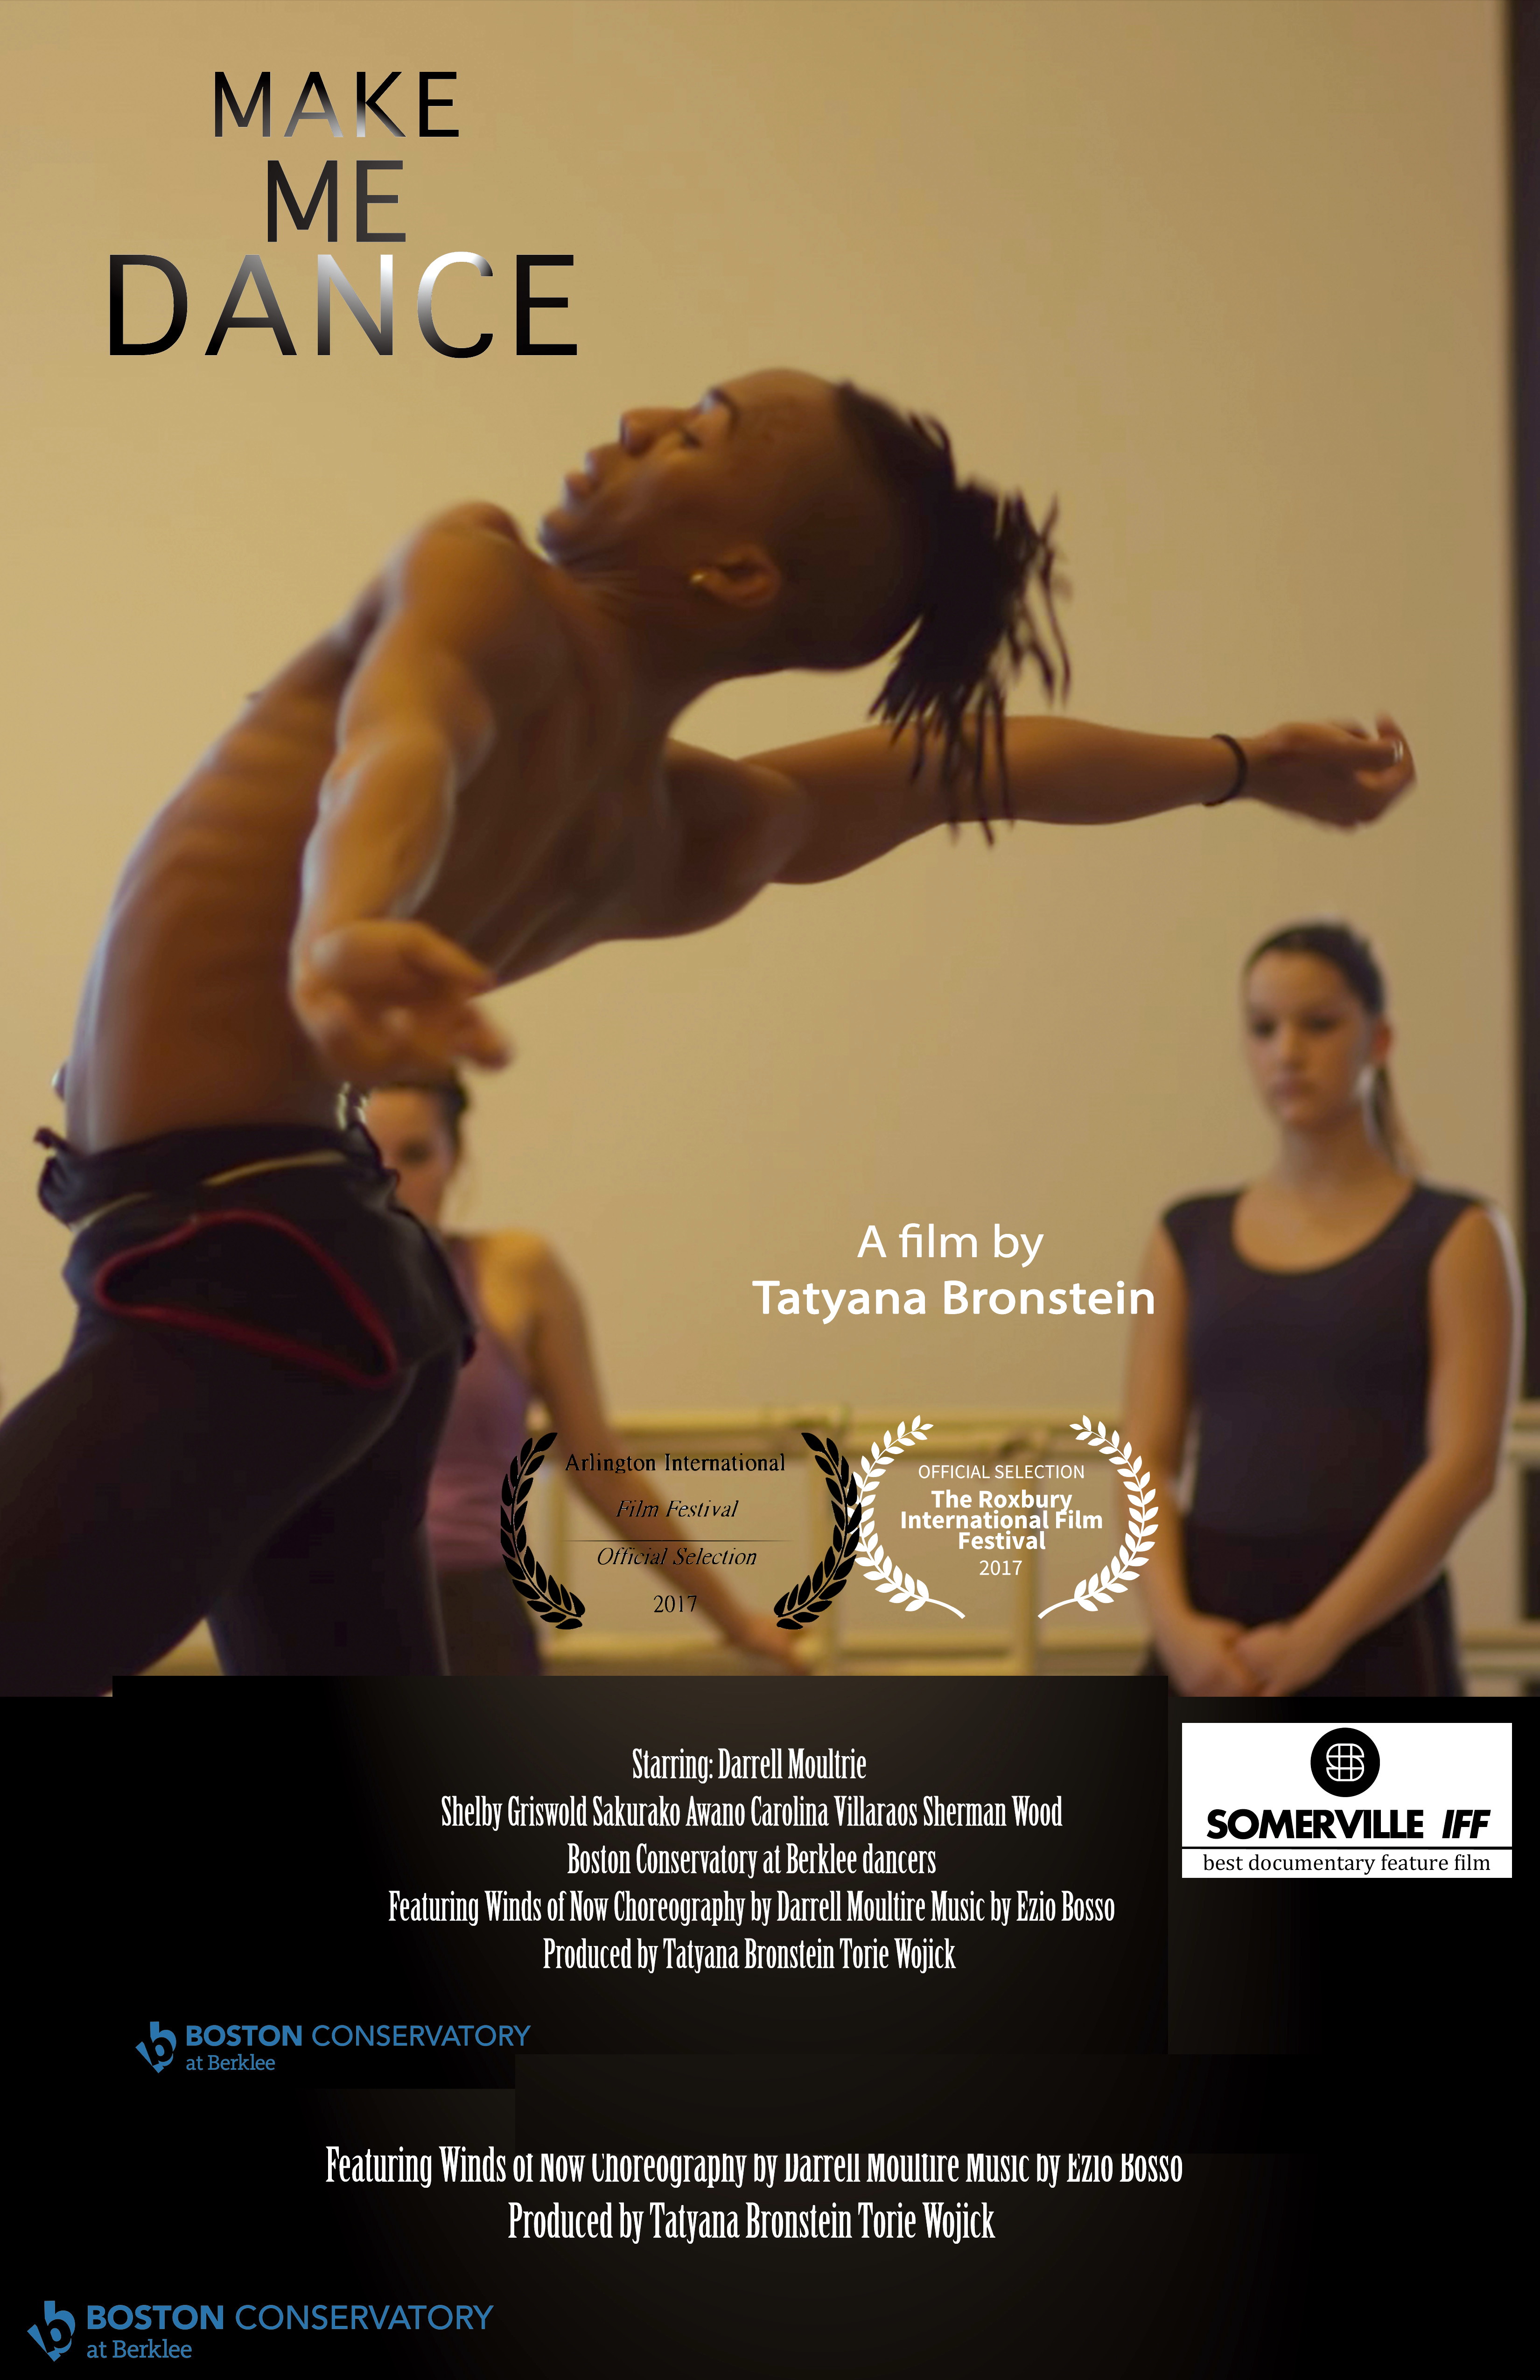 MAKE
ME
DANCE
A film by
Tatyana Bronstein
Arlington International
Film Festival
Official Selection
2017
OFFICIAL SELECTION
The Roxbury
International Film
Festival
2017
Starring: Darrell Moultrie
Shelby Griswold Sakurako Awano Carolina Villaraos Sherman Wood
Boston Conservatory at Berklee dancers
Featuring Winds of Now Choreography by Darrell Moultire Music by Ezio Bosso
Produced by Tatyana Bronstein Torie Wojick
SOMERVILLE IFF
best documentary feature film
BOSTON CONSERVATORY
at Berklee
Featuring Winds of Now Choreography by Darrell Moultire Music by Ezio Bosso
Produced by Tatyana Bronstein Torie Wojick
BOSTON CONSERVATORY
at Berklee